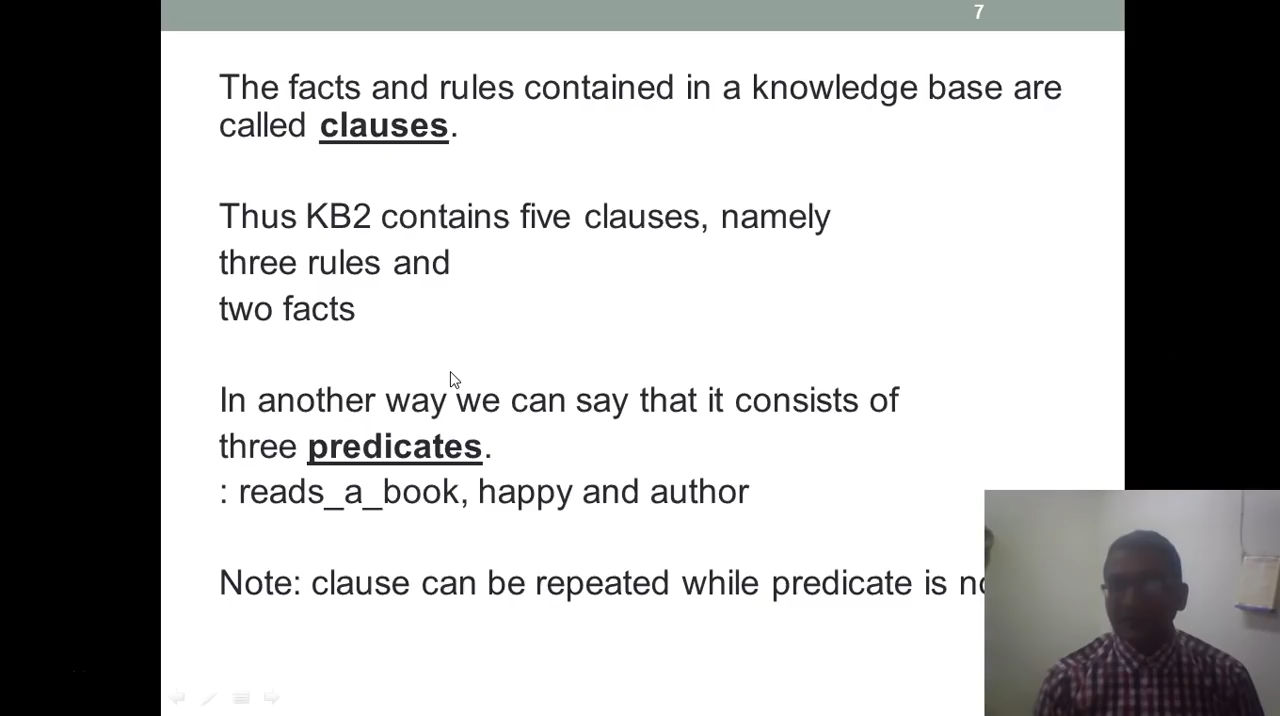 7
The facts and rules contained in a knowledge base are
called clauses.
Thus KB2 contains five clauses, namely
three rules and
two facts
In another way we can say that it consists of
three predicates.
: reads_a_book, happy and author
Note: clause can be repeated while predicate is